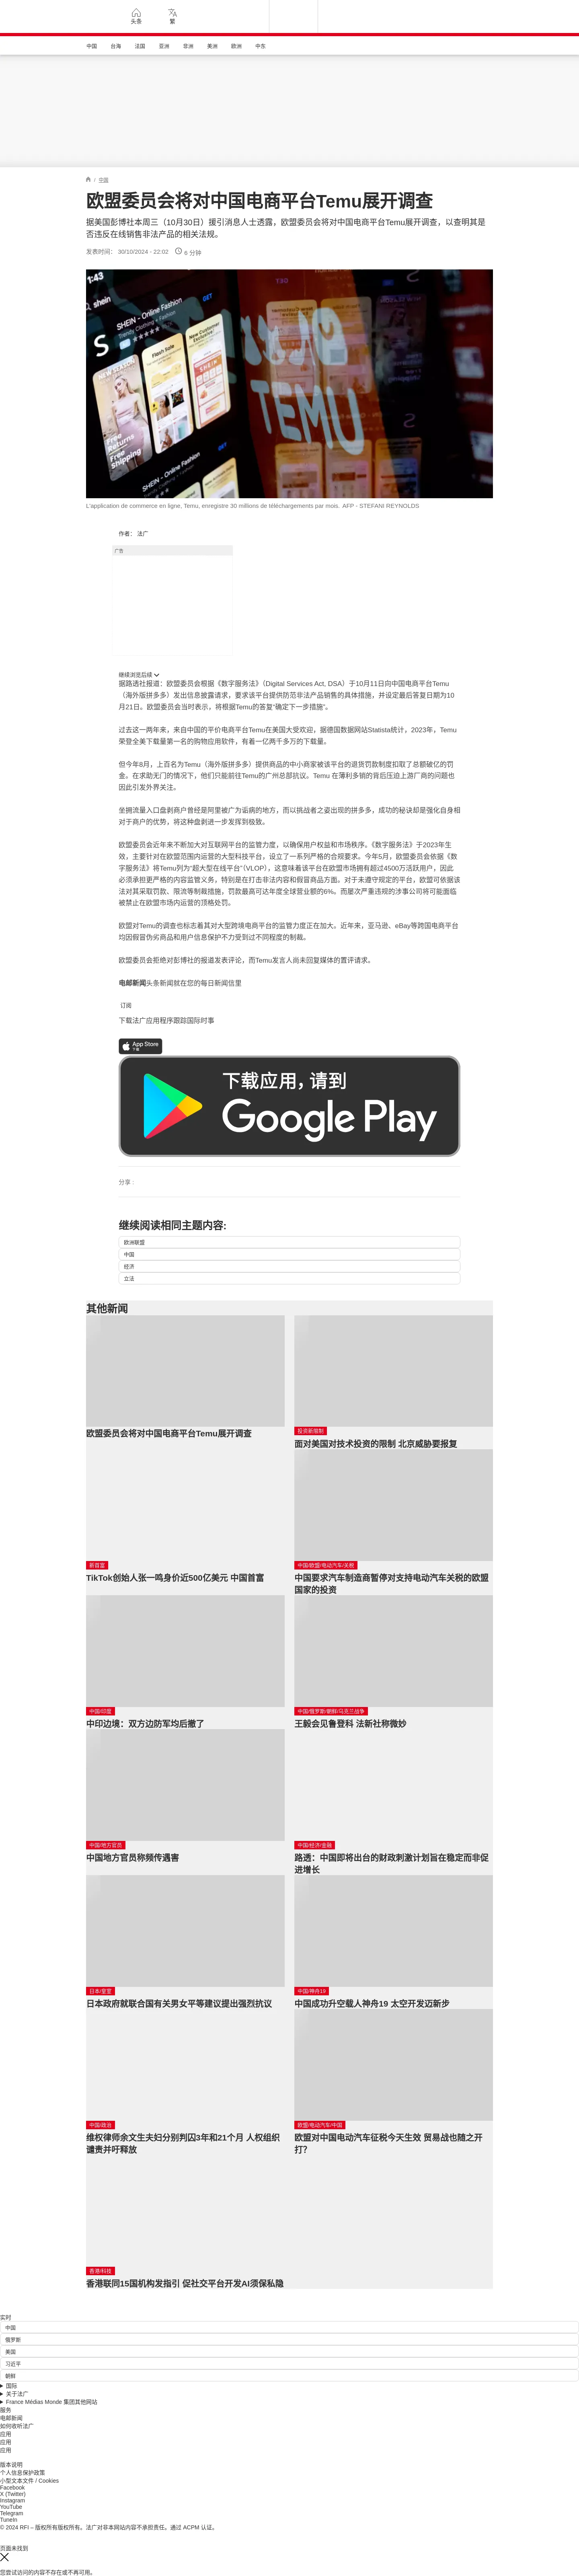 头条
繁
中国
台海
法国
亚洲
非洲
美洲
欧洲
中东
/ 中国
欧盟委员会将对中国电商平台Temu展开调查
据美国彭博社本周三（10月30日）援引消息人士透露，欧盟委员会将对中国电商平台Temu展开调查，以查明其是
否违反在线销售非法产品的相关法规。
发表时间： 30/10/2024 - 22:02 6 分钟
shein
SHEIN - Online Fashion
Shopping
GET
T30
NEW SEASON
Flash Sale
New Customer Exclusive
Free Returns
Free shipping
SHEIN - Online Fashion
GET
TEMU
L'application de commerce en ligne, Temu, enregistre 30 millions de téléchargements par mois. AFP - STEFANI REYNOLDS
作者： 法广
广告
继续浏览后续
据路透社报道：欧盟委员会根据《数字服务法》（Digital Services Act, DSA）于10月11日向中国电商平台Temu
（海外版拼多多）发出信息披露请求，要求该平台提供防范非法产品销售的具体措施，并设定最后答复日期为10
月21日。欧盟委员会当时表示，将根据Temu的答复“确定下一步措施”。
过去这一两年来，来自中国的平价电商平台Temu在美国大受欢迎，据德国数据网站Statista统计，2023年，Temu
荣登全美下载量第一名的购物应用软件，有着一亿两千多万的下载量。
但今年8月，上百名为Temu（海外版拼多多）提供商品的中小商家被该平台的退货罚款制度扣取了总额破亿的罚
金。在求助无门的情况下，他们只能前往Temu的广州总部抗议。Temu 在薄利多销的背后压迫上游厂商的问题也
因此引发外界关注。
坐拥流量入口盘剥商户曾经是阿里被广为诟病的地方，而以挑战者之姿出现的拼多多，成功的秘诀却是强化自身相
对于商户的优势，将这种盘剥进一步发挥到极致。
欧盟委员会近年来不断加大对互联网平台的监管力度，以确保用户权益和市场秩序。《数字服务法》于2023年生
效，主要针对在欧盟范围内运营的大型科技平台，设立了一系列严格的合规要求。今年5月，欧盟委员会依据《数
字服务法》将Temu列为“超大型在线平台”（VLOP），这意味着该平台在欧盟市场拥有超过4500万活跃用户，因此
必须承担更严格的内容监管义务，特别是在打击非法内容和假冒商品方面。对于未遵守规定的平台，欧盟可依据该
法对其采取罚款、限流等制裁措施，罚款最高可达年度全球营业额的6%。而屡次严重违规的涉事公司将可能面临
被禁止在欧盟市场内运营的顶格处罚。
欧盟对Temu的调查也标志着其对大型跨境电商平台的监管力度正在加大。近年来，亚马逊、eBay等跨国电商平台
均因假冒伪劣商品和用户信息保护不力受到过不同程度的制裁。
欧盟委员会拒绝对彭博社的报道发表评论，而Temu发言人尚未回复媒体的置评请求。
电邮新闻头条新闻就在您的每日新闻信里
订阅
下载法广应用程序跟踪国际时事
App Store
下载
下载应用，请到
Google Play
分享 :
继续阅读相同主题内容:
欧洲联盟
中国
经济
立法
其他新闻
欧盟委员会将对中国电商平台Temu展开调查
投资新限制
面对美国对技术投资的限制 北京威胁要报复
新首富
TikTok创始人张一鸣身价近500亿美元 中国首富
中国/欧盟/电动汽车/关税
中国要求汽车制造商暂停对支持电动汽车关税的欧盟
国家的投资
中国/印度
中印边境：双方边防军均后撤了
中国/俄罗斯/朝鲜/乌克兰战争
王毅会见鲁登科 法新社称微妙
中国/地方官员
中国地方官员称频传遇害
中国/经济/金融
路透：中国即将出台的财政刺激计划旨在稳定而非促
进增长
日本/皇室
日本政府就联合国有关男女平等建议提出强烈抗议
中国/神舟19
中国成功升空载人神舟19 太空开发迈新步
中国/政治
维权律师余文生夫妇分别判囚3年和21个月 人权组织
谴责并吁释放
欧盟/电动汽车/中国
欧盟对中国电动汽车征税今天生效 贸易战也随之开
打？
香港/科技
香港联同15国机构发指引 促社交平台开发AI须保私隐
实时
中国
俄罗斯
美国
习近平
朝鲜
国际
关于法广
France Médias Monde 集团其他网站
服务
电邮新闻
如何收听法广
应用
应用
应用
版本说明
个人信息保护政策
小型文本文件 / Cookies
Facebook
X (Twitter)
Instagram
YouTube
Telegram
TuneIn
© 2024 RFI – 版权所有版权所有。法广对非本网站内容不承担责任。通过 ACPM 认证。
页面未找到
您尝试访问的内容不存在或不再可用。